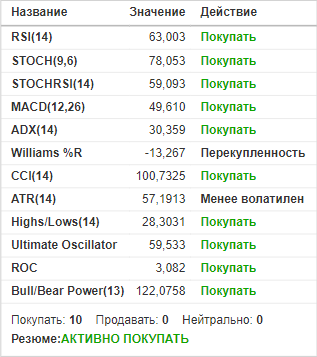 Название Значение Действие
RSI(14) 63,003 Покупать
STOCH(9,6) 78,053 Покупать
STOCHRSI(14) 59,093 Покупать
MACD(12,26) 49,610 Покупать
ADX(14) 30,359 Покупать
Williams %R -13,267 Перекупленность
CCI(14) 100,7325 Покупать
ATR(14) 57,1913 Менее волатилен
Highs/Lows(14) 28,3031 Покупать
Ultimate Oscillator 59,533 Покупать
ROC 3,082 Покупать
Bull/Bear Power(13) 122,0758 Покупать
Покупать: 10 Продавать: 0 Нейтрально: 0
Резюме:АКТИВНО ПОКУПАТЬ